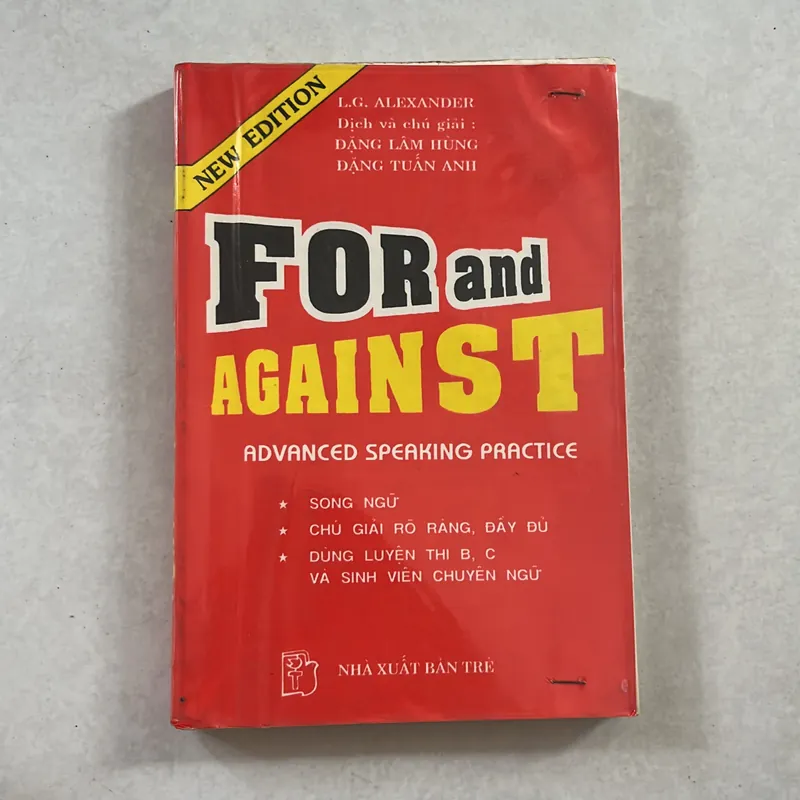 NEW EDITION
L.G. ALEXANDER
Dịch và chú giải :
ĐẶNG LÂM HÙNG
ĐẶNG TUẤN ANH
FOR and
AGAINST
ADVANCED SPEAKING PRACTICE
★ SONG NGỮ
★ CHÚ GIẢI RÕ RÀNG, ĐẦY ĐỦ
★ DÙNG LUYỆN THI B, C
VÀ SINH VIÊN CHUYÊN NGỮ
NHÀ XUẤT BẢN TRẺ